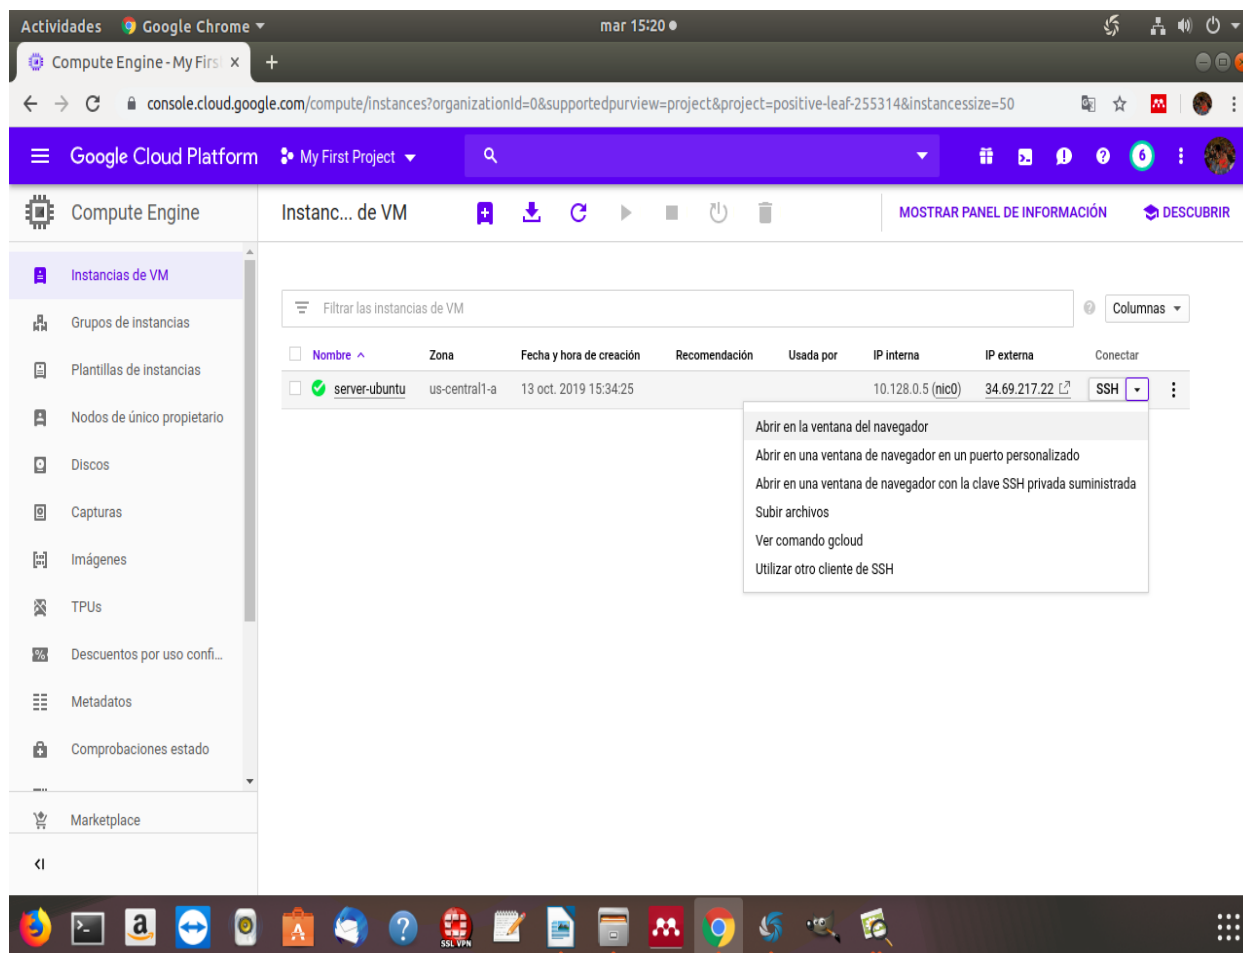 Actividades Google Chrome mar 15:20
Compute Engine - My Firs
console.cloud.google.com/compute/instances?organizationId=0&supportedpurview=project&project=positive-leaf-255314&instancessize=50
Google Cloud Platform My First Project 6
Compute Engine Instanc... de VM MOSTRAR PANEL DE INFORMACIÓN DESCUBRIR
Instancias de VM
Grupos de instancias
Plantillas de instancias
Nodos de único propietario
Discos
Capturas
Imágenes
TPUs
Descuentos por uso confi...
Metadatos
Comprobaciones estado
Marketplace
Filtrar las instancias de VM Columnas
Nombre Zona Fecha y hora de creación Recomendación Usada por IP interna IP externa Conectar
server-ubuntu us-central1-a 13 oct. 2019 15:34:25 10.128.0.5 (nic0) 34.69.217.22 SSH
Abrir en la ventana del navegador
Abrir en una ventana de navegador en un puerto personalizado
Abrir en una ventana de navegador con la clave SSH privada suministrada
Subir archivos
Ver comando gcloud
Utilizar otro cliente de SSH
SSL VPN